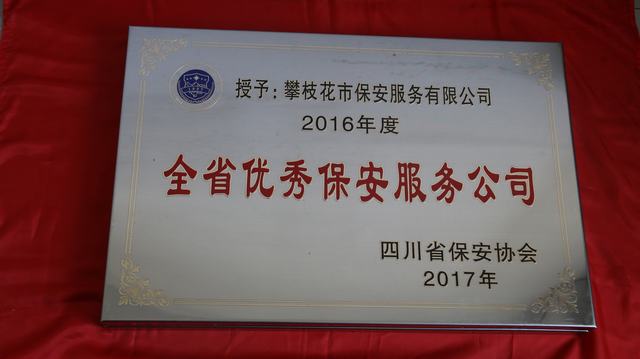 授予：攀枝花市保安服务有限公司
2016年度
全省优秀保安服务公司
四川省保安协会
2017年